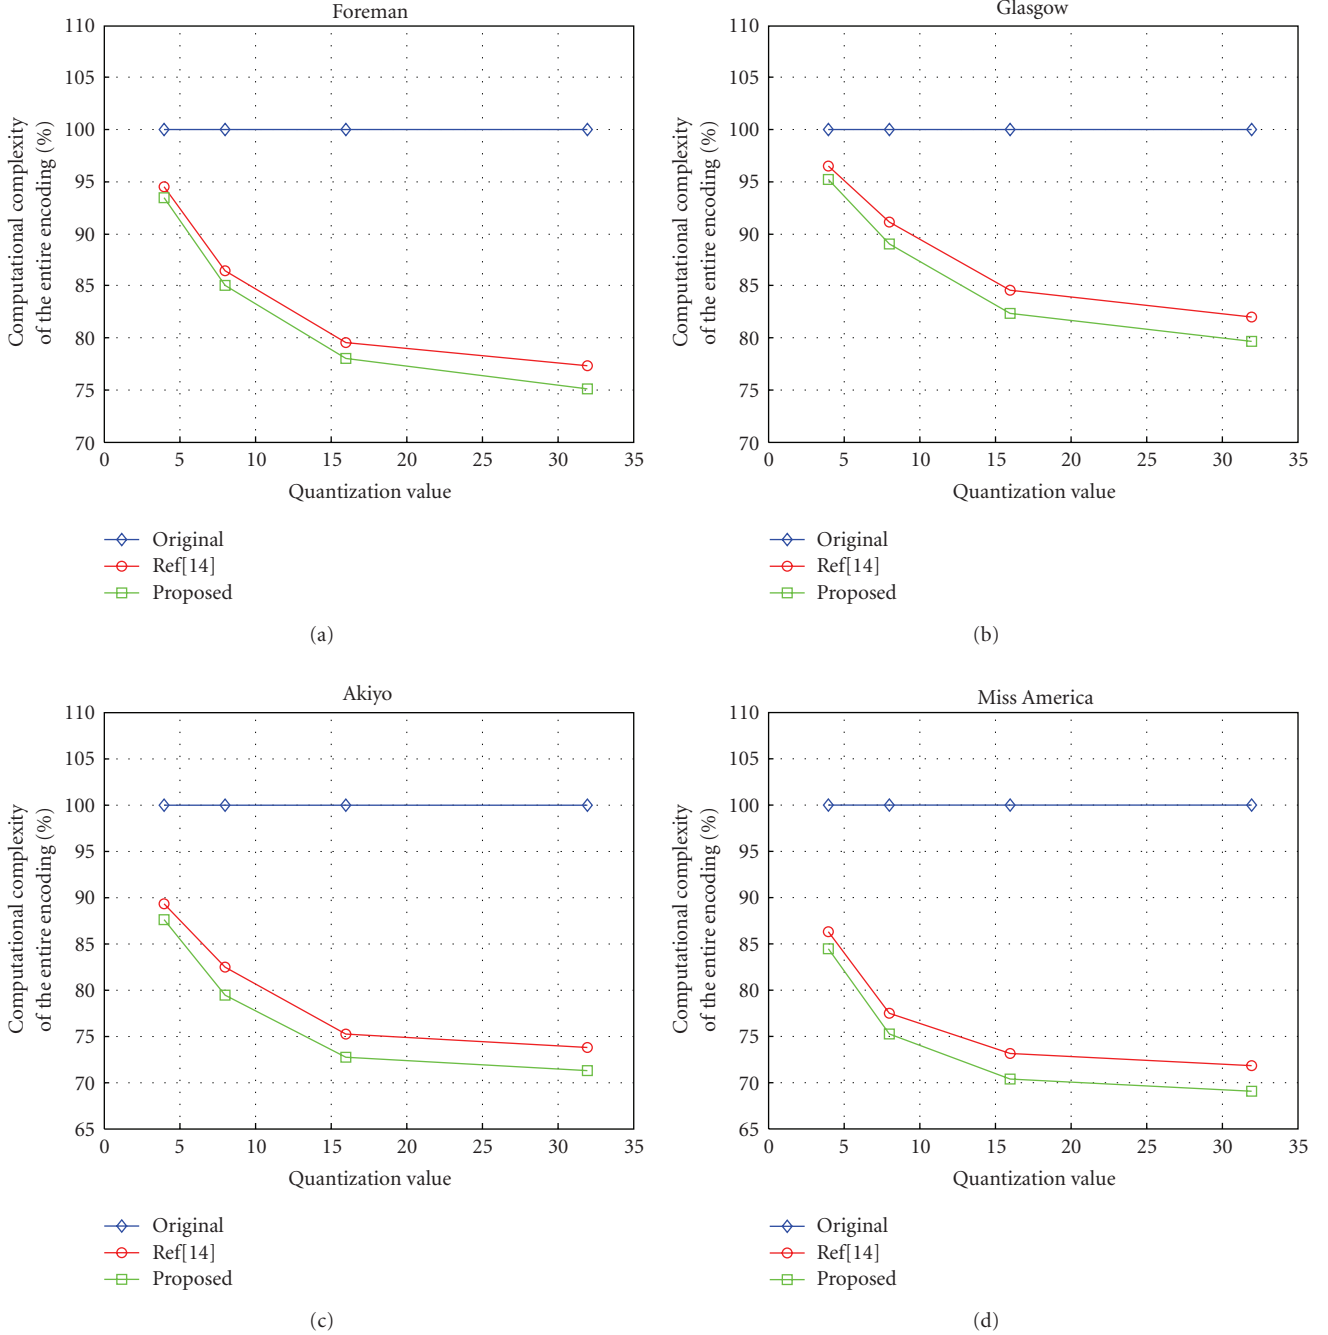 Foreman
110
105
100
95
90
85
80
75
70
0 5 10 15 20 25 30 35
Computational complexity
of the entire encoding (%)
Quantization value
Original
Ref[14]
Proposed
(a)
Glasgow
110
105
100
95
90
85
80
75
70
0 5 10 15 20 25 30 35
Computational complexity
of the entire encoding (%)
Quantization value
Original
Ref[14]
Proposed
(b)
Akiyo
110
105
100
95
90
85
80
75
70
65
0 5 10 15 20 25 30 35
Computational complexity
of the entire encoding (%)
Quantization value
Original
Ref[14]
Proposed
(c)
Miss America
110
105
100
95
90
85
80
75
70
65
0 5 10 15 20 25 30 35
Computational complexity
of the entire encoding (%)
Quantization value
Original
Ref[14]
Proposed
(d)